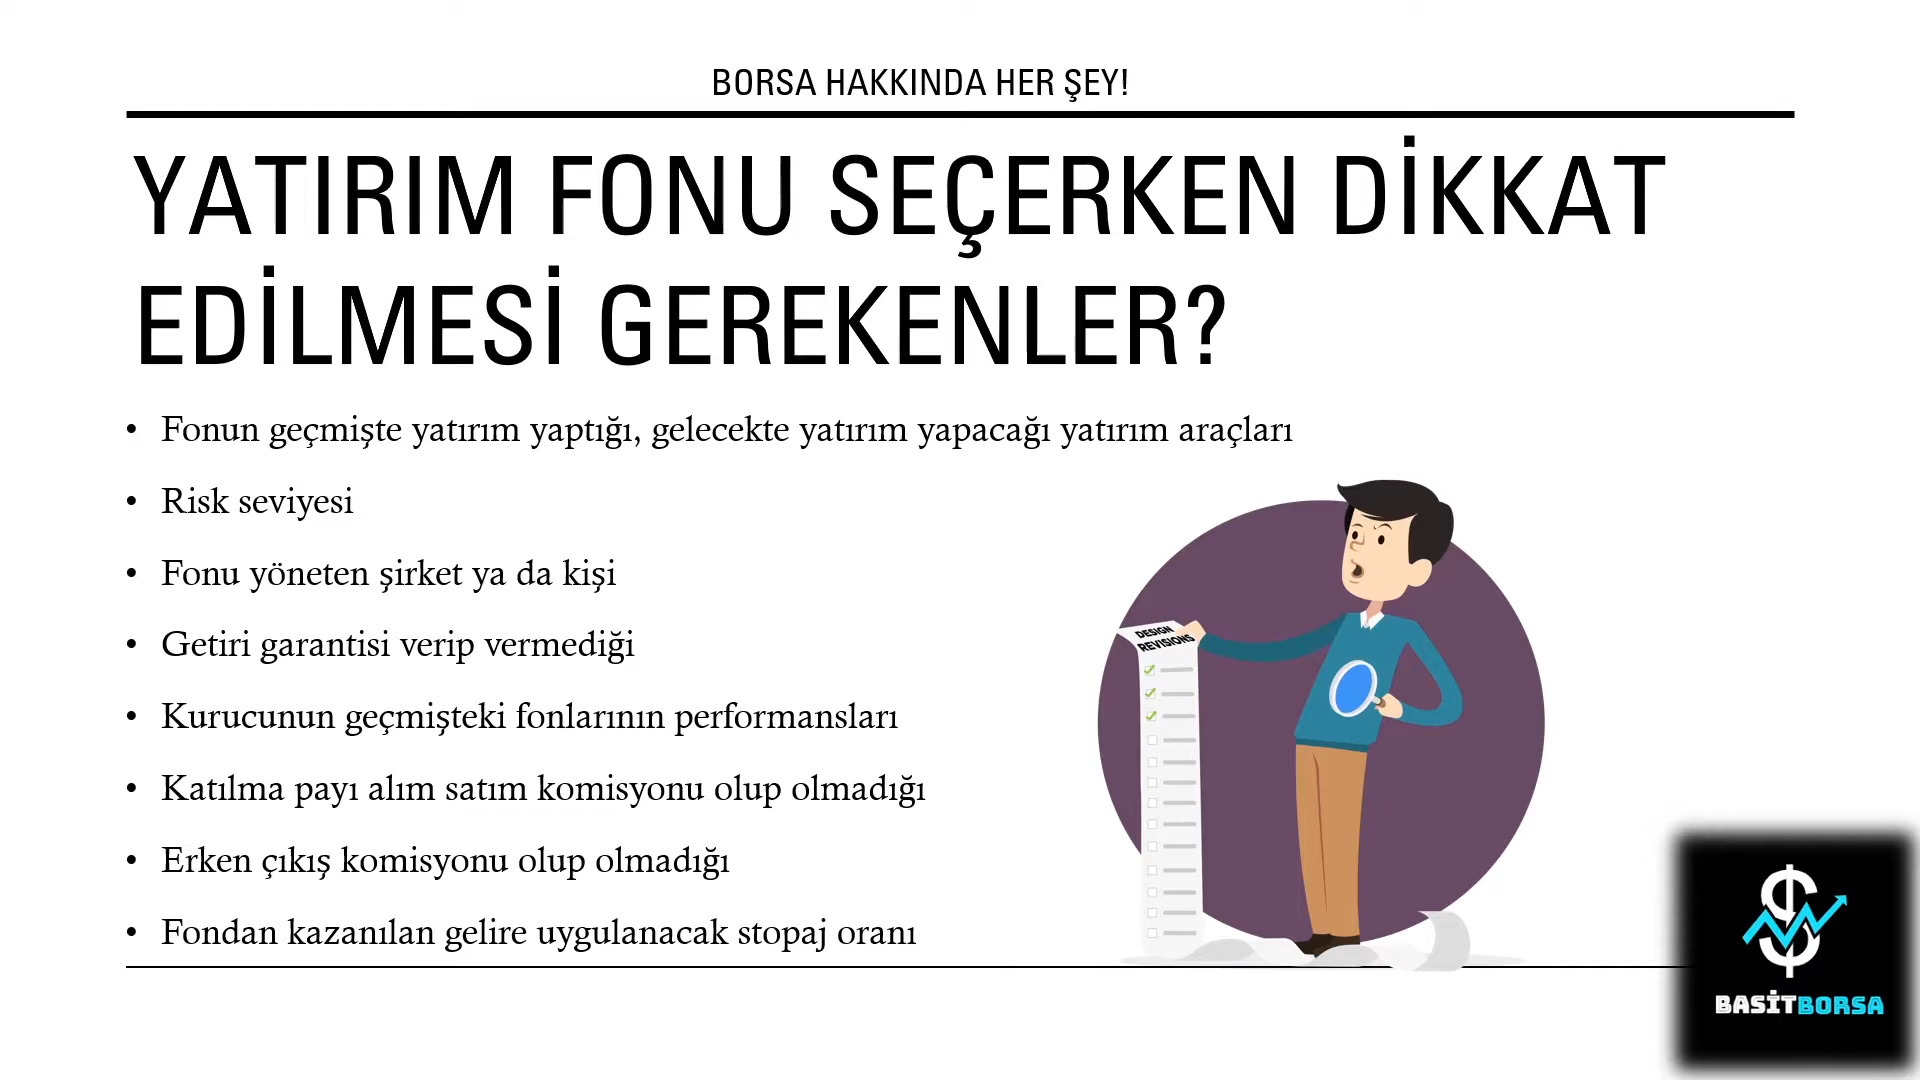 BORSA HAKKINDA HER ŞEY!
YATIRIM FONU SEÇERKEN DİKKAT
EDİLMESİ GEREKENLER?
• Fonun geçmişte yatırım yaptığı, gelecekte yatırım yapacağı yatırım araçları
• Risk seviyesi
• Fonu yöneten şirket ya da kişi
• Getiri garantisi verip vermediği
• Kurucunun geçmişteki fonlarının performansları
• Katılma payı alım satım komisyonu olup olmadığı
• Erken çıkış komisyonu olup olmadığı
• Fondan kazanılan gelire uygulanacak stopaj oranı
DESIGN
REVISIONS
BASİTBORSA